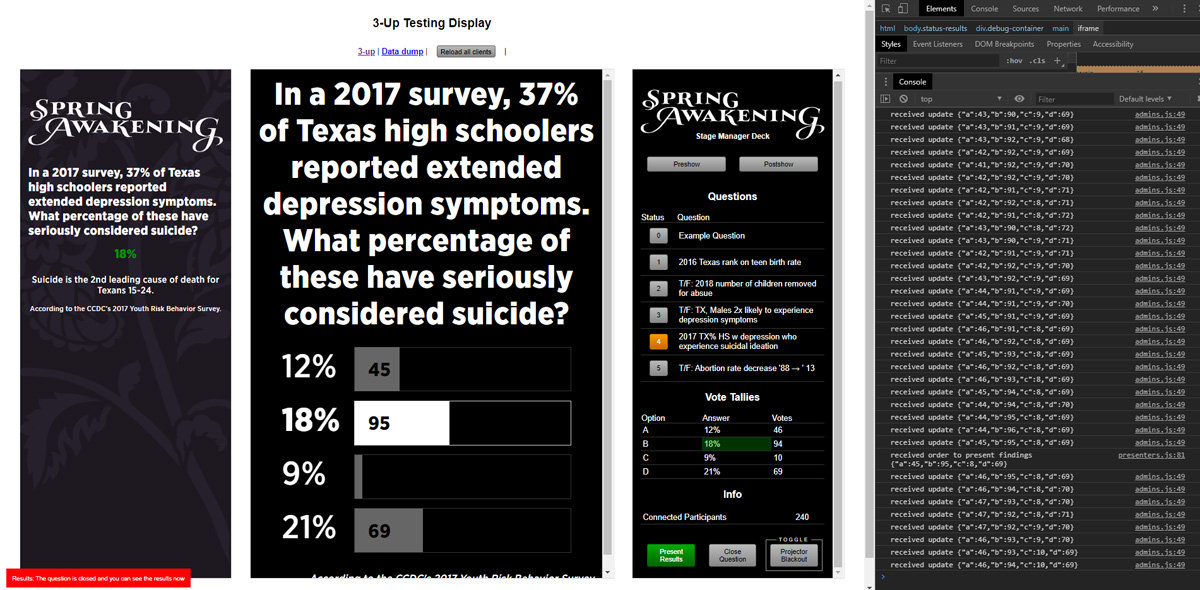 3-Up Testing Display
3-up | Data dump | Reload all clients |
SPRING
AWAKENING
In a 2017 survey, 37% of Texas
high schoolers reported
extended depression symptoms.
What percentage of these have
seriously considered suicide?
18%
Suicide is the 2nd leading cause of death for
Texans 15-24.
According to the CCDC's 2017 Youth Risk Behavior Survey.
Results: The question is closed and you can see the results now
In a 2017 survey, 37%
of Texas high schoolers
reported extended
depression symptoms.
What percentage of
these have seriously
considered suicide?
12% 45
18% 95
9%
21% 69
According to the CCDC's 2017 Youth Risk Behavior Survey
SPRING
AWAKENING
Stage Manager Deck
Preshow Postshow
Questions
Status Question
0 Example Question
1 2016 Texas rank on teen birth rate
2 T/F: 2018 number of children removed
for absue
3 T/F: TX, Males 2x likely to experience
depression symptoms
4 2017 TX% HS w depression who
experience suicidal ideation
5 T/F: Abortion rate decrease '88 → ' 13
Vote Tallies
Option Answer Votes
A 12% 46
B 18% 94
C 9% 10
D 21% 69
Info
Connected Participants 240
TOGGLE
Present
Results
Close
Question
Projector
Blackout
Elements Console Sources Network Performance »
html body.status-results div.debug-container main iframe
Styles Event Listeners DOM Breakpoints Properties Accessibility
Filter :hov .cls +
Console
top Filter Default levels ▼
received update {"a":43,"b":90,"c":9,"d":69} admins.js:49
received update {"a":43,"b":91,"c":9,"d":69} admins.js:49
received update {"a":43,"b":92,"c":9,"d":68} admins.js:49
received update {"a":42,"b":92,"c":9,"d":69} admins.js:49
received update {"a":41,"b":92,"c":9,"d":70} admins.js:49
received update {"a":42,"b":92,"c":9,"d":70} admins.js:49
received update {"a":42,"b":91,"c":9,"d":71} admins.js:49
received update {"a":42,"b":92,"c":8,"d":71} admins.js:49
received update {"a":42,"b":91,"c":8,"d":72} admins.js:49
received update {"a":43,"b":90,"c":8,"d":72} admins.js:49
received update {"a":43,"b":90,"c":9,"d":71} admins.js:49
received update {"a":42,"b":91,"c":9,"d":71} admins.js:49
received update {"a":42,"b":92,"c":9,"d":70} admins.js:49
received update {"a":43,"b":92,"c":9,"d":69} admins.js:49
received update {"a":44,"b":91,"c":9,"d":69} admins.js:49
received update {"a":44,"b":91,"c":9,"d":70} admins.js:49
received update {"a":45,"b":91,"c":9,"d":69} admins.js:49
received update {"a":46,"b":91,"c":8,"d":69} admins.js:49
received update {"a":46,"b":92,"c":8,"d":69} admins.js:49
received update {"a":45,"b":93,"c":8,"d":69} admins.js:49
received update {"a":46,"b":92,"c":8,"d":69} admins.js:49
received update {"a":46,"b":93,"c":8,"d":69} admins.js:49
received update {"a":45,"b":94,"c":8,"d":69} admins.js:49
received update {"a":44,"b":94,"c":8,"d":70} admins.js:49
received update {"a":44,"b":95,"c":8,"d":69} admins.js:49
received update {"a":44,"b":96,"c":8,"d":69} admins.js:49
received update {"a":45,"b":95,"c":8,"d":69} admins.js:49
received order to present findings presenters.js:81
{"a":45,"b":95,"c":8,"d":69}
received update {"a":46,"b":95,"c":8,"d":69} admins.js:49
received update {"a":46,"b":94,"c":8,"d":70} admins.js:49
received update {"a":47,"b":93,"c":8,"d":70} admins.js:49
received update {"a":47,"b":92,"c":8,"d":71} admins.js:49
received update {"a":47,"b":92,"c":9,"d":70} admins.js:49
received update {"a":46,"b":93,"c":9,"d":70} admins.js:49
received update {"a":46,"b":93,"c":10,"d":69} admins.js:49
received update {"a":46,"b":94,"c":10,"d":69} admins.js:49